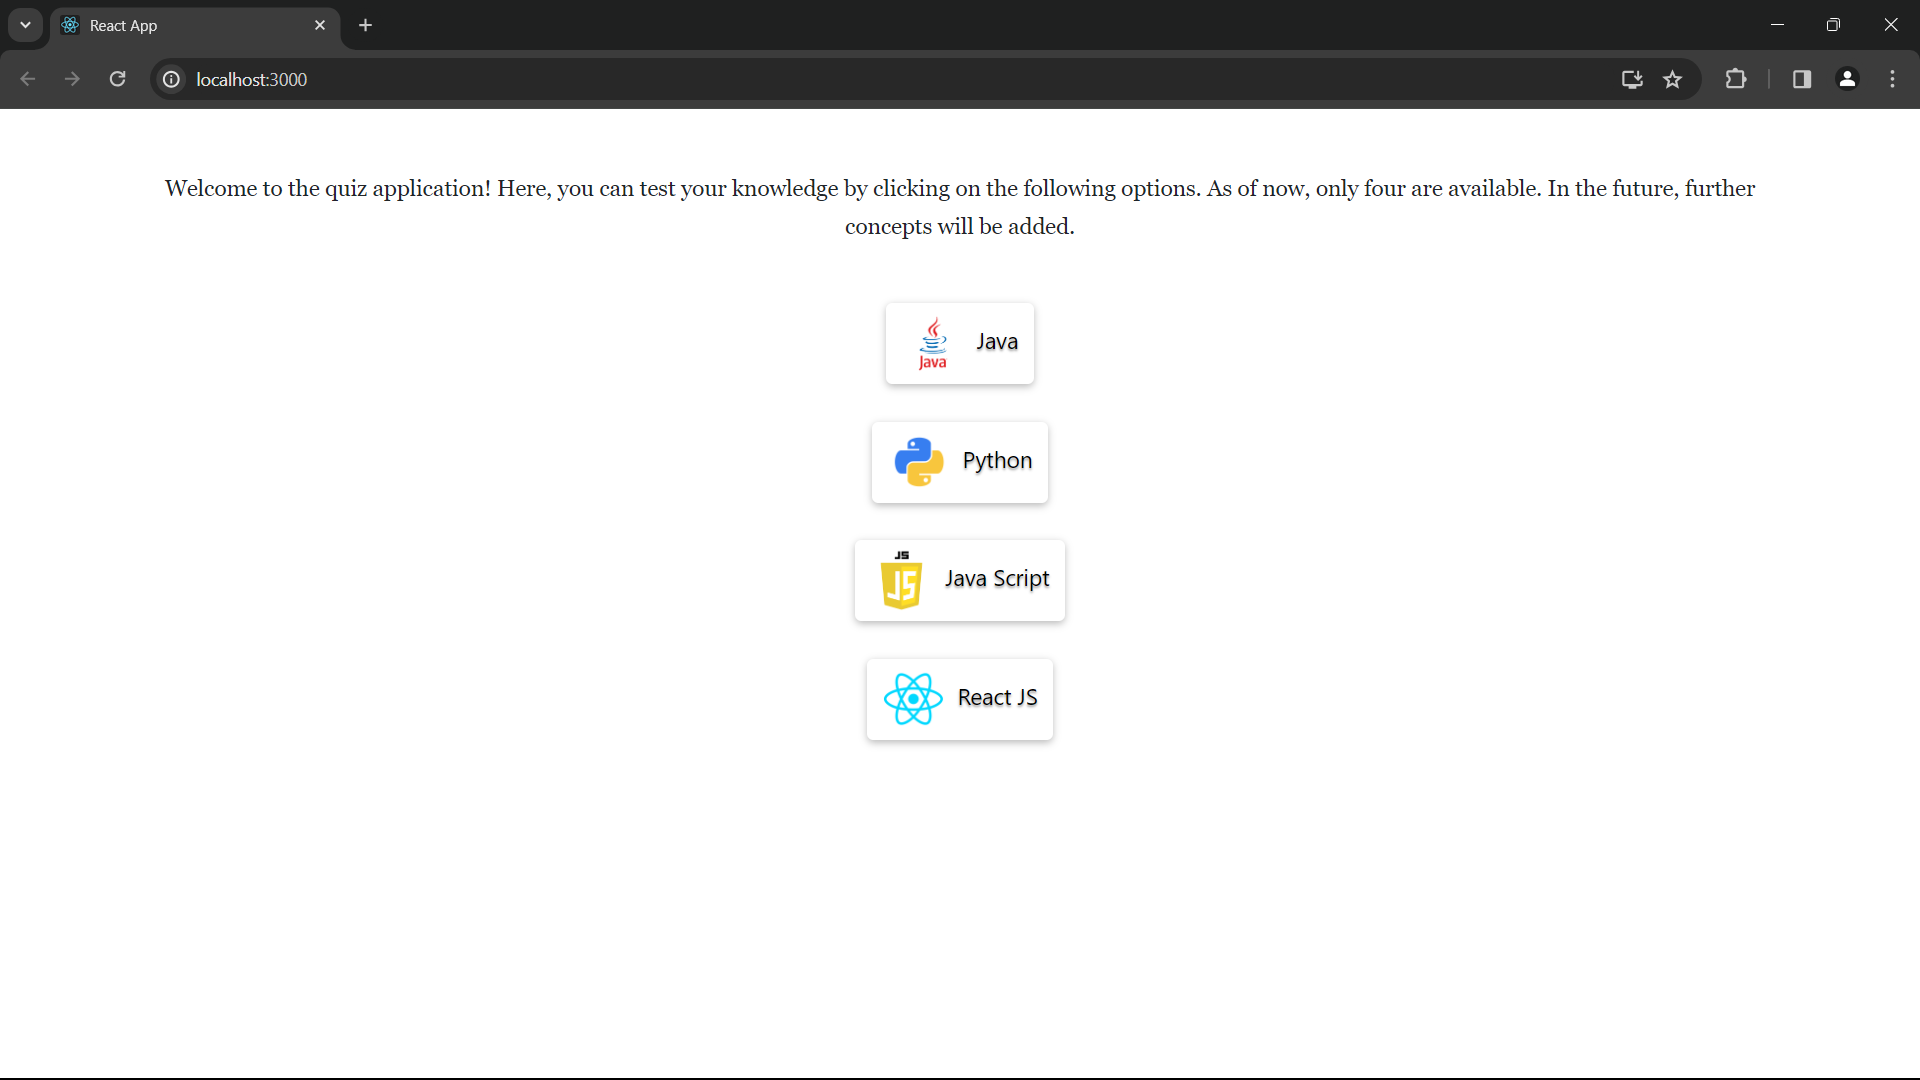 React App
localhost:3000
Welcome to the quiz application! Here, you can test your knowledge by clicking on the following options. As of now, only four are available. In the future, further
concepts will be added.
Java
Java
Python
JS
JS
Java Script
React JS